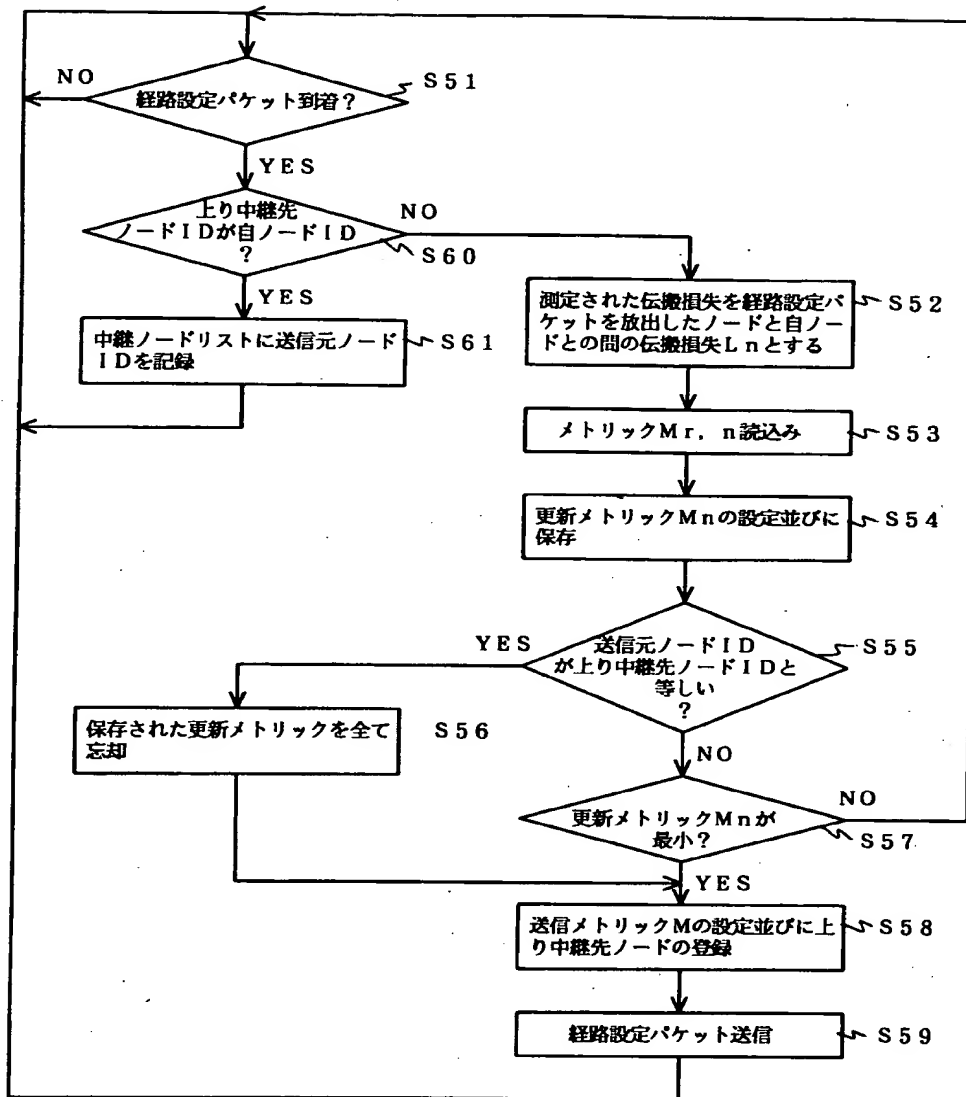 NO
S51
経路設定パケット到着?
YES
上り中継先
ノードIDが自ノードID
?
NO
S60
YES
中継ノードリストに送信元ノード
IDを記録
S61
測定された伝搬損失を経路設定パ
ケットを放出したノードと自ノー
ドとの間の伝搬損失Lnとする
S52
メトリックMr,n読込み
S53
更新メトリックMnの設定並びに
保存
S54
YES
送信元ノードID
が上り中継先ノードIDと
等しい
?
S55
保存された更新メトリックを全て
忘却
S56
NO
更新メトリックMnが
最小?
NO
S57
YES
送信メトリックMの設定並びに上
り中継先ノードの登録
S58
経路設定パケット送信
S59